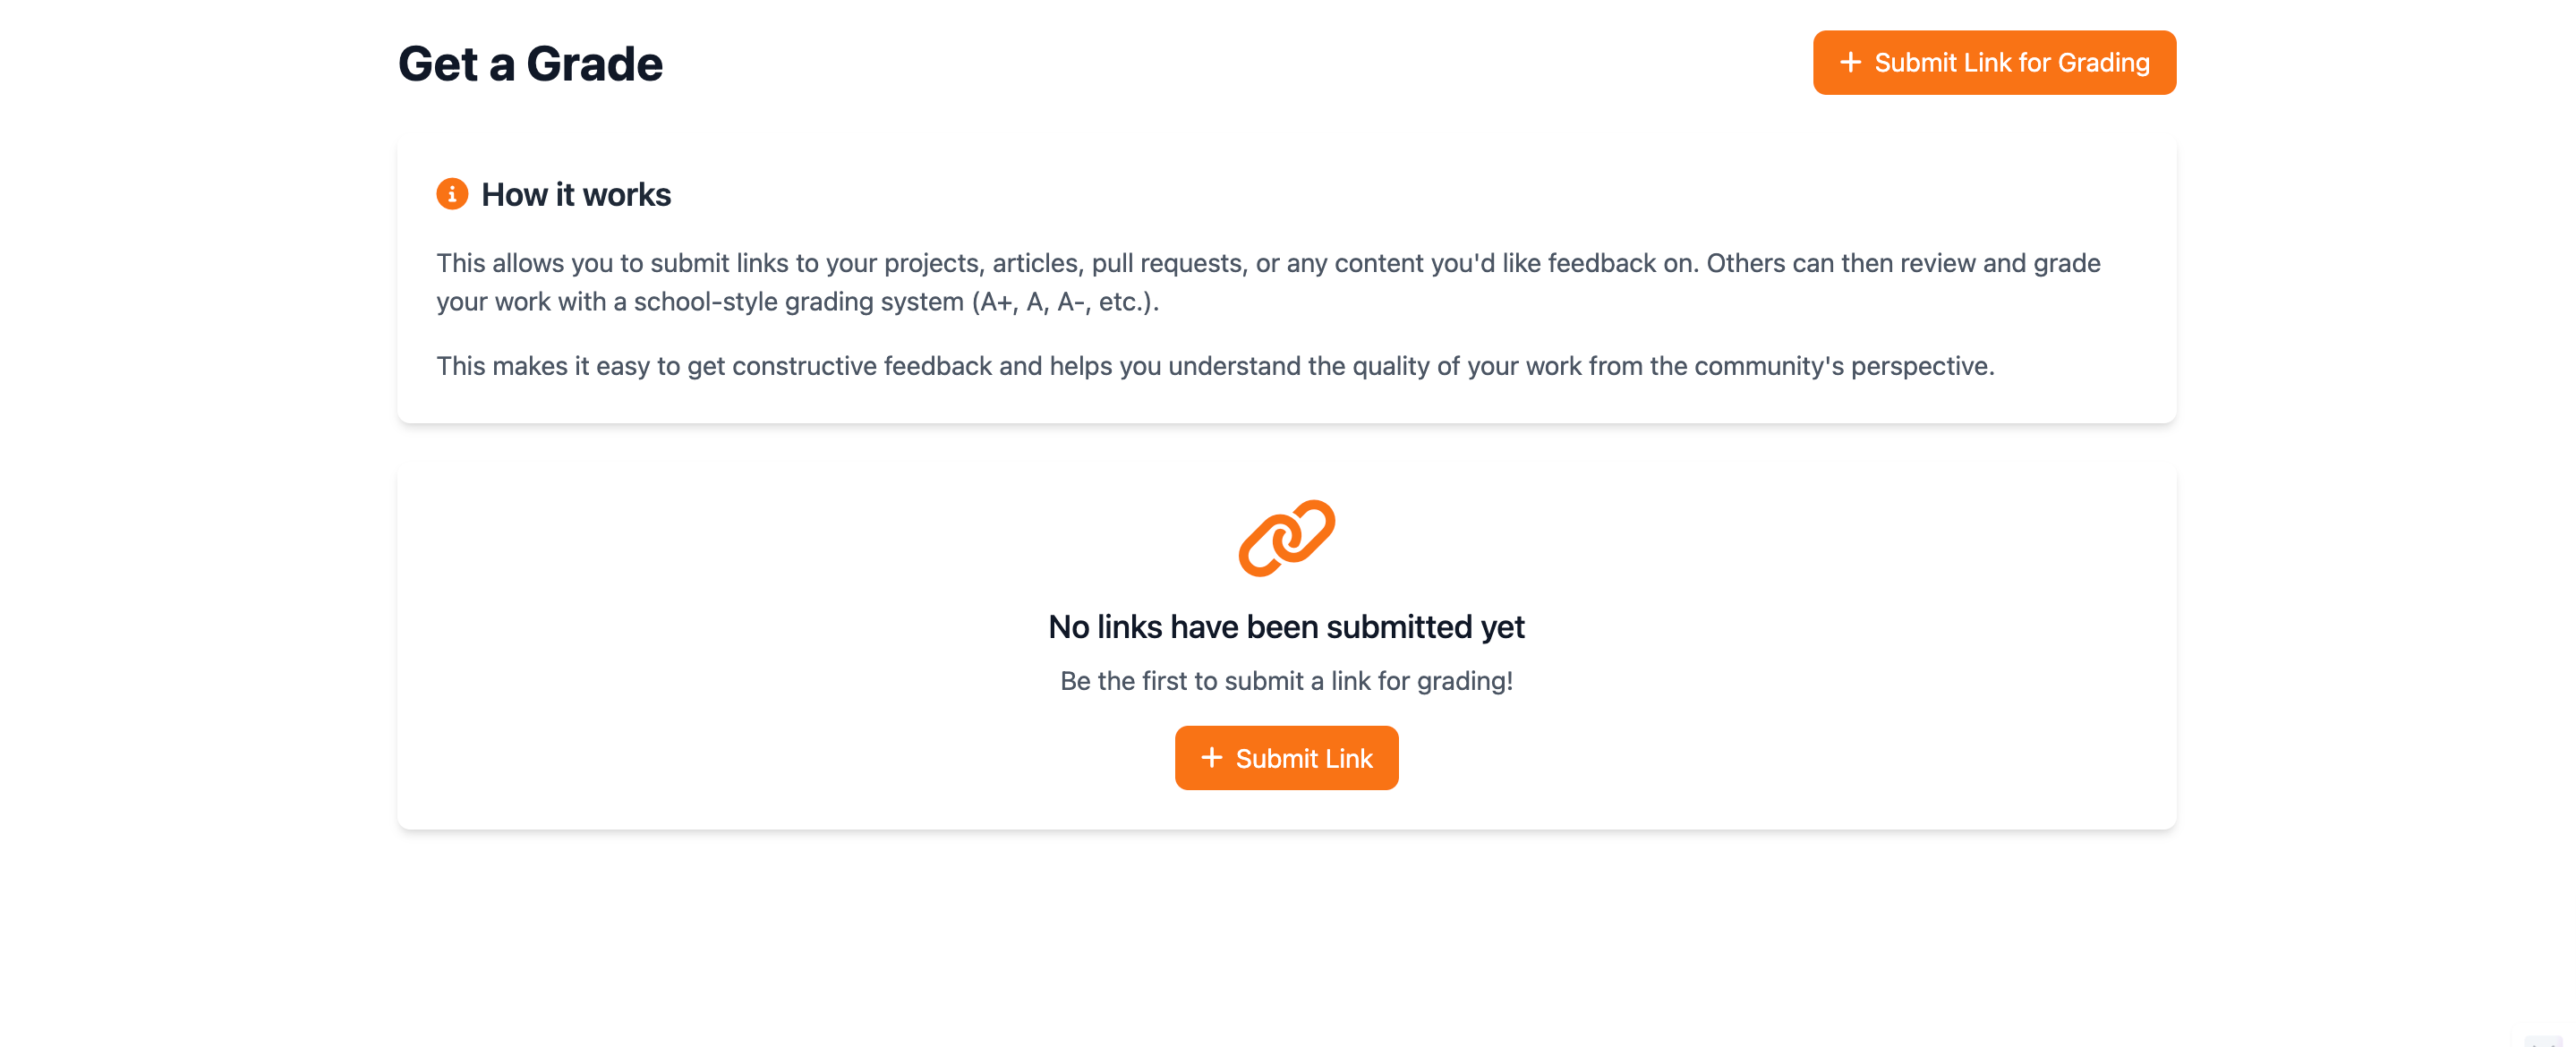 Get a Grade
+ Submit Link for Grading
How it works
This allows you to submit links to your projects, articles, pull requests, or any content you'd like feedback on. Others can then review and grade
your work with a school-style grading system (A+, A, A-, etc.).
This makes it easy to get constructive feedback and helps you understand the quality of your work from the community's perspective.
No links have been submitted yet
Be the first to submit a link for grading!
+ Submit Link